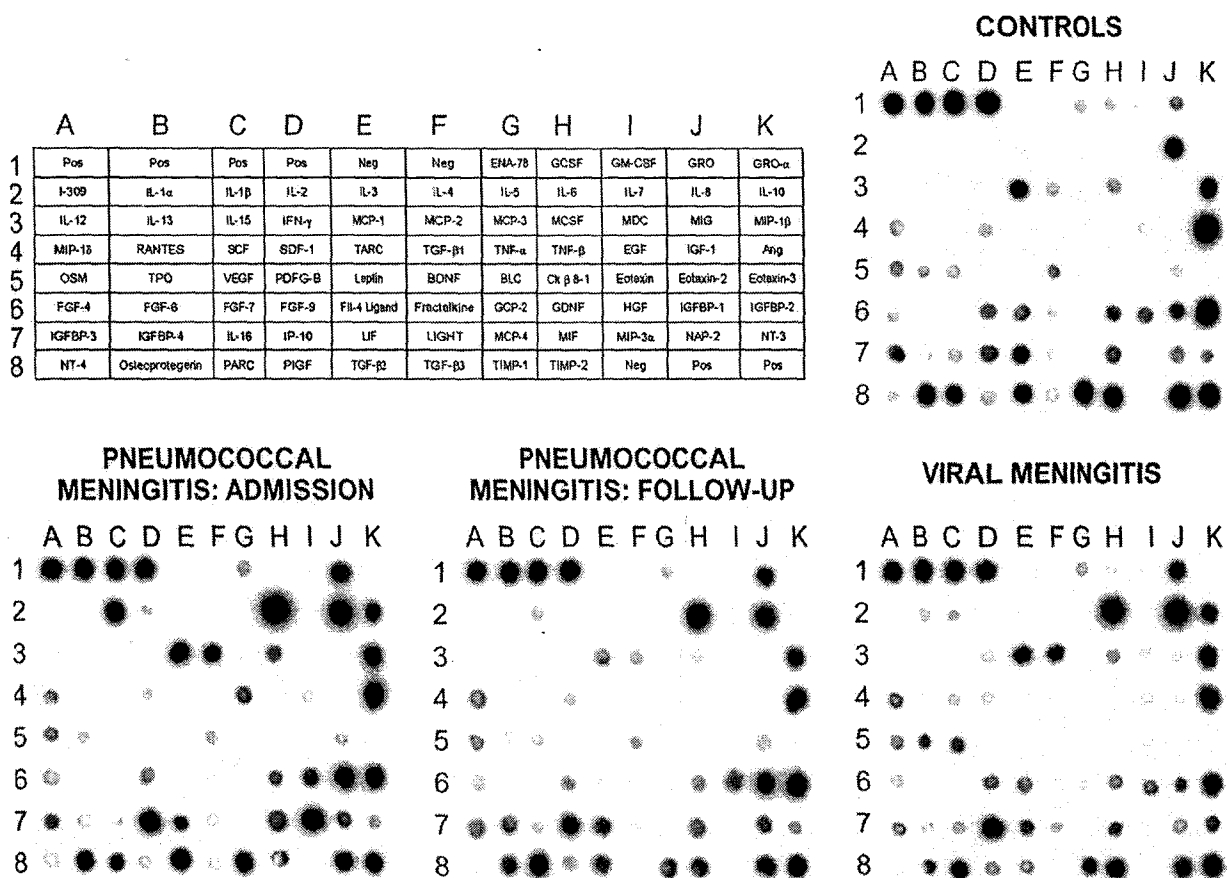 CONTROLS
A B C D E F G H I J K
1
2
3
4
5
6
7
8
A B C D E F G H I J K
1 Pos Pos Pos Pos Neg Neg ENA-78 GCSF GM-CSF GRO GRO-α
2 I-309 IL-1α IL-1β IL-2 IL-3 IL-4 IL-5 IL-6 IL-7 IL-8 IL-10
3 IL-12 IL-13 IL-15 IFN-γ MCP-1 MCP-2 MCP-3 MCSF MDC MIG MIP-1β
4 MIP-1δ RANTES SCF SDF-1 TARC TGF-β1 TNF-α TNF-β EGF IGF-1 Ang
5 OSM TPO VEGF PDFG-B Leptin BDNF BLC Ck β 8-1 Eotaxin Eotaxin-2 Eotaxin-3
6 FGF-4 FGF-6 FGF-7 FGF-9 Flt-4 Ligand Fractalkine GCP-2 GDNF HGF IGFBP-1 IGFBP-2
7 IGFBP-3 IGFBP-4 IL-16 IP-10 LIF LIGHT MCP-4 MIF MIP-3α NAP-2 NT-3
8 NT-4 Osteoprotegerin PARC PIGF TGF-β2 TGF-β3 TIMP-1 TIMP-2 Neg Pos Pos
PNEUMOCOCCAL
MENINGITIS: ADMISSION
A B C D E F G H I J K
1
2
3
4
5
6
7
8
PNEUMOCOCCAL
MENINGITIS: FOLLOW-UP
A B C D E F G H I J K
1
2
3
4
5
6
7
8
VIRAL MENINGITIS
A B C D E F G H I J K
1
2
3
4
5
6
7
8